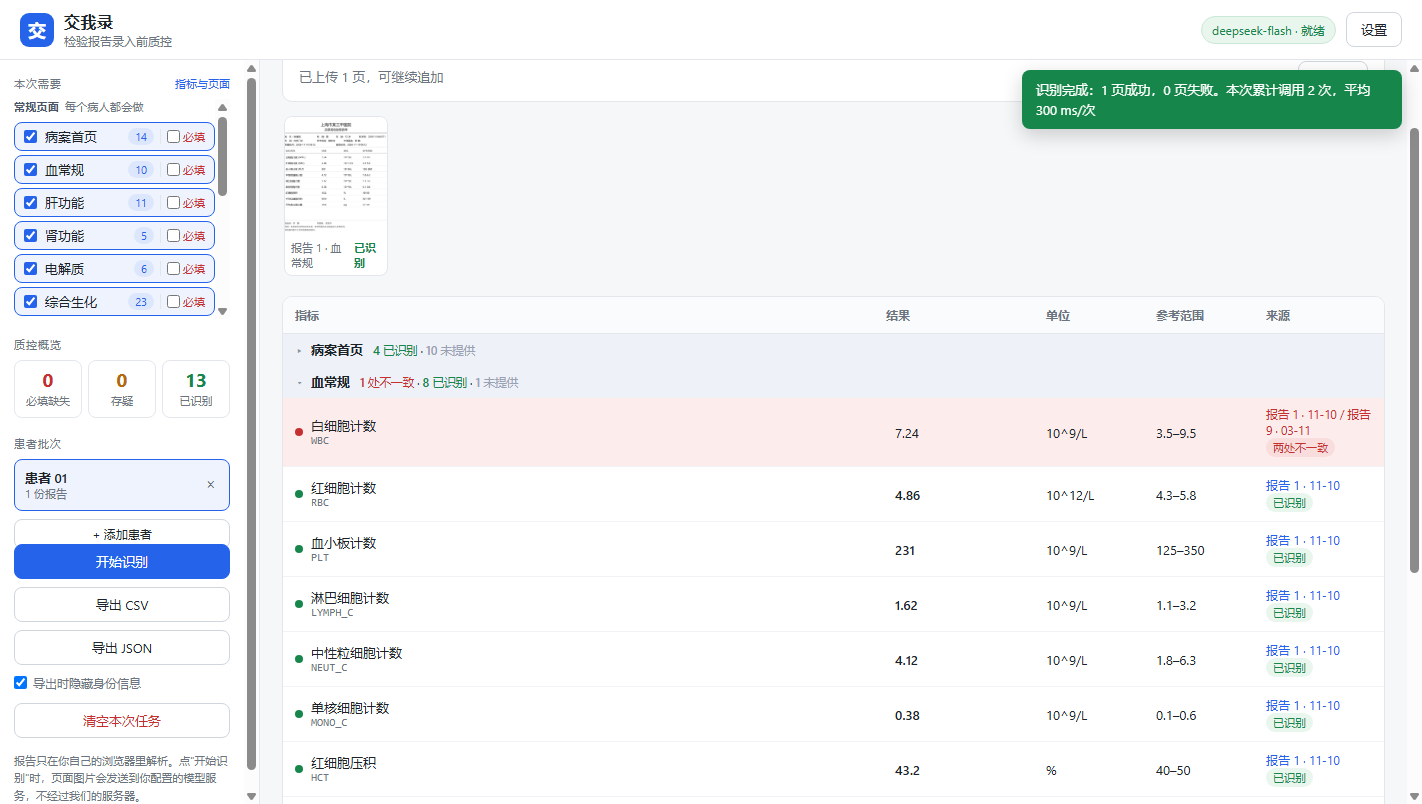 交 交我录
检验报告录入前质控
deepseek-flash · 就绪
设置
本次需要 指标与页面
常规页面 每个病人都会做
病案首页 14 必填
血常规 10 必填
肝功能 11 必填
肾功能 5 必填
电解质 6 必填
综合生化 23 必填
质控概览
0 0 13
必填缺失 存疑 已识别
患者批次
患者 01
1 份报告
×
+ 添加患者
开始识别
导出 CSV
导出 JSON
导出时隐藏身份信息
清空本次任务
报告只在你自己的浏览器里解析。点"开始识
别"时，页面图片会发送到你配置的模型服
务，不经过我们的服务器。
已上传 1 页，可继续追加
识别完成：1 页成功，0 页失败。本次累计调用 2 次，平均
300 ms/次
报告 1 · 血
常规
已识
别
指标 结果 单位 参考范围 来源
病案首页 4 已识别 · 10 未提供
血常规 1 处不一致 · 8 已识别 · 1 未提供
白细胞计数
WBC
7.24 10^9/L 3.5–9.5
报告 1 · 11-10 / 报告
9 · 03-11
两处不一致
红细胞计数
RBC
4.86 10^12/L 4.3–5.8
报告 1 · 11-10
已识别
血小板计数
PLT
231 10^9/L 125–350
报告 1 · 11-10
已识别
淋巴细胞计数
LYMPH_C
1.62 10^9/L 1.1–3.2
报告 1 · 11-10
已识别
中性粒细胞计数
NEUT_C
4.12 10^9/L 1.8–6.3
报告 1 · 11-10
已识别
单核细胞计数
MONO_C
0.38 10^9/L 0.1–0.6
报告 1 · 11-10
已识别
红细胞压积
HCT
43.2 % 40–50
报告 1 · 11-10
已识别